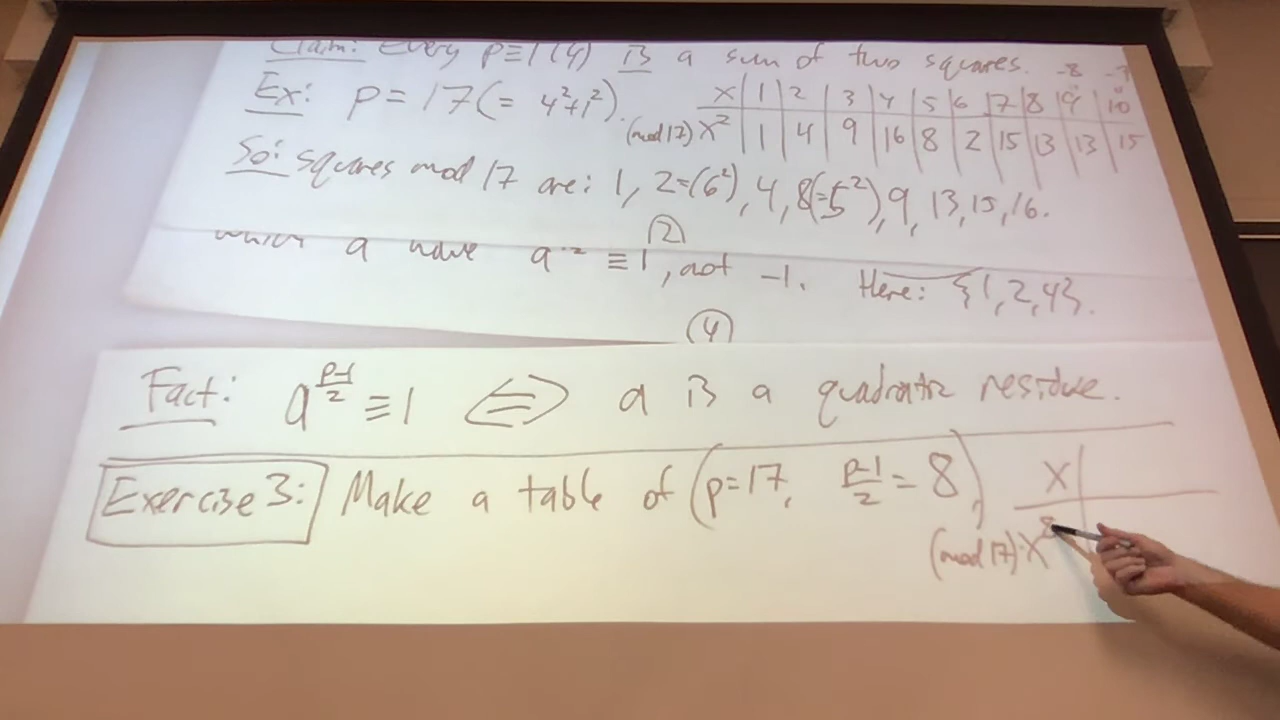 Claim: Every p≡1(4) is a sum of two squares.
Ex: p = 17 (= 4²+1²).
-8 -7
x | 1 | 2 | 3 | 4 | 5 | 6 | 7 | 8 | 9 | 10
(mod 17) x² | 1 | 4 | 9 | 16 | 8 | 2 | 15 | 13 | 13 | 15
So: squares mod 17 are: 1, 2=(6²), 4, 8(=5²), 9, 13, 15, 16.
②
which a have a ≡ 1, not -1. Here: {1, 2, 4}.
④
Fact: a^((p-1)/2) ≡ 1 ⟺ a is a quadratic residue.
Exercise 3: Make a table of (p=17, (p-1)/2 = 8), x |
(mod 17): x⁸ |